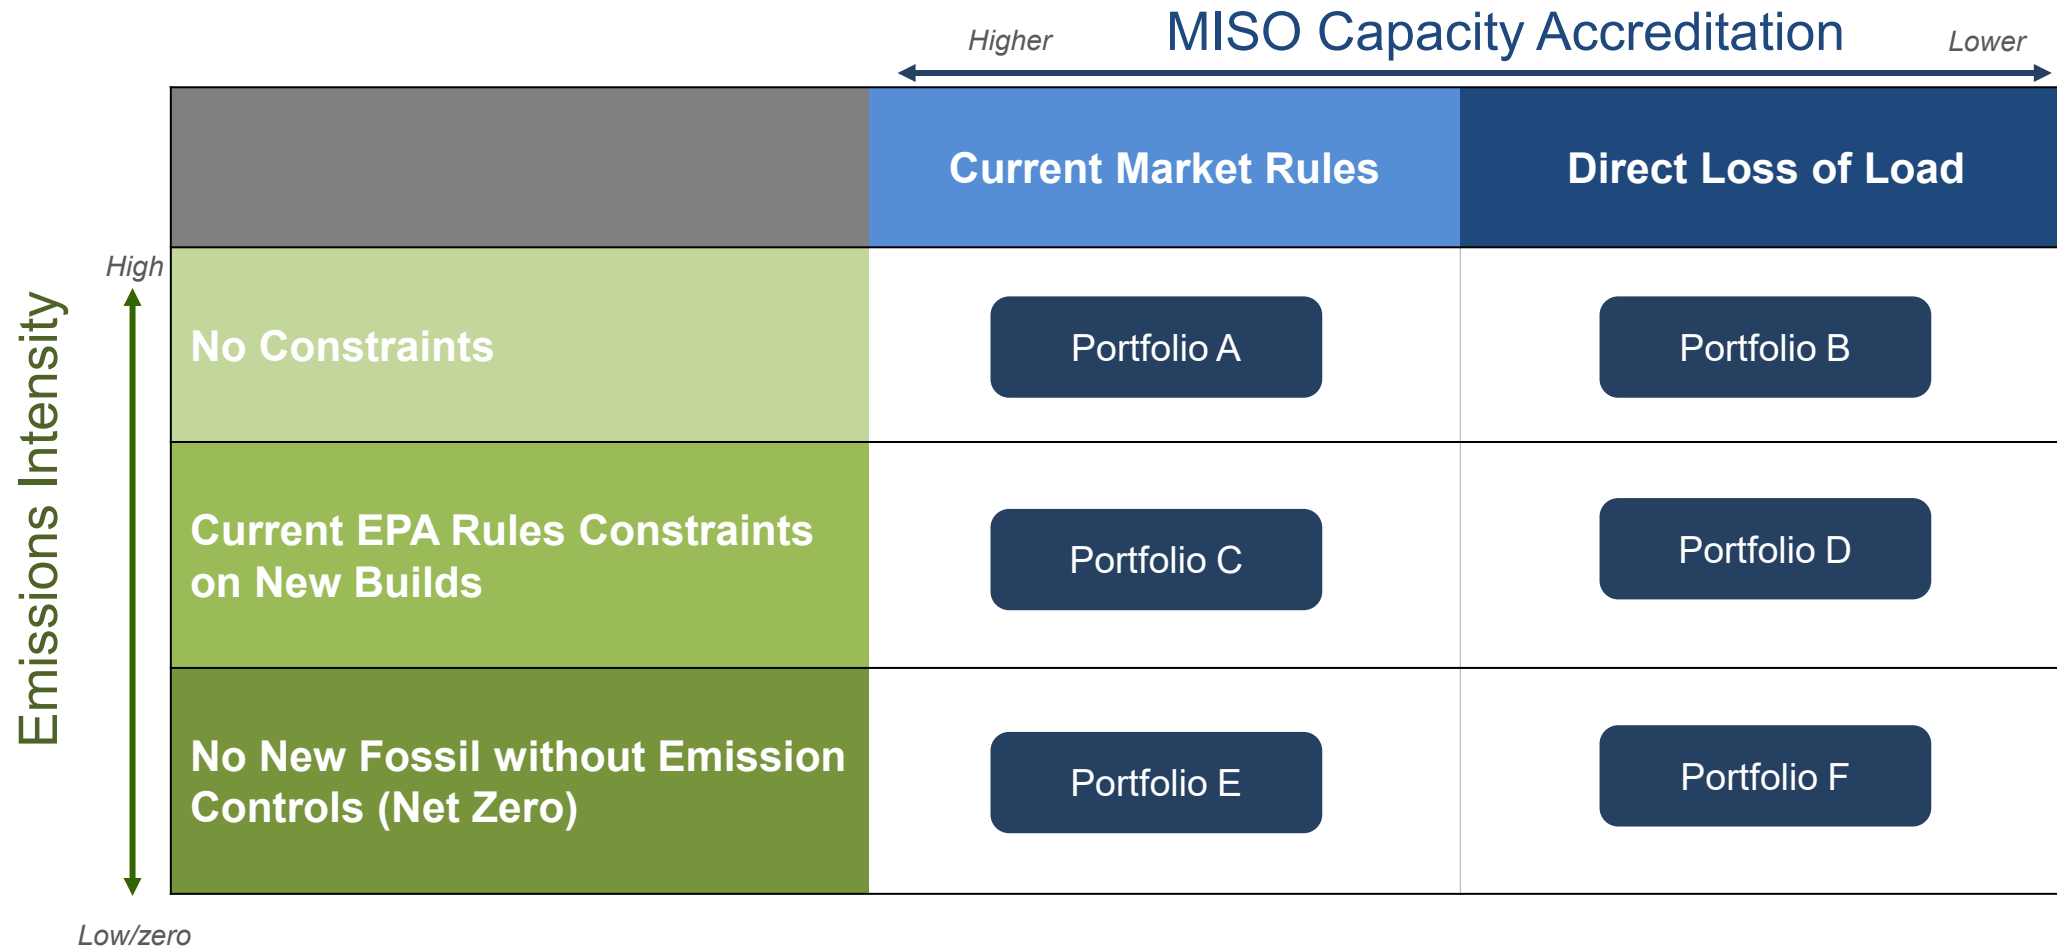 Higher
MISO Capacity Accreditation
Lower
Current Market Rules
Direct Loss of Load
High
Emissions Intensity
No Constraints
Portfolio A
Portfolio B
Current EPA Rules Constraints
on New Builds
Portfolio C
Portfolio D
No New Fossil without Emission
Controls (Net Zero)
Portfolio E
Portfolio F
Low/zero